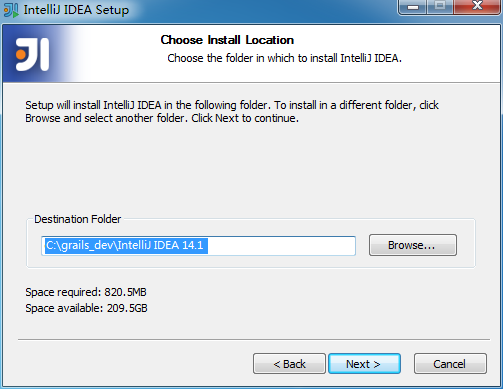 IntelliJ IDEA Setup
Choose Install Location
Choose the folder in which to install IntelliJ IDEA.
Setup will install IntelliJ IDEA in the following folder. To install in a different folder, click
Browse and select another folder. Click Next to continue.
Destination Folder
C:\grails_dev\IntelliJ IDEA 14.1
Browse...
Space required: 820.5MB
Space available: 209.5GB
< Back
Next >
Cancel